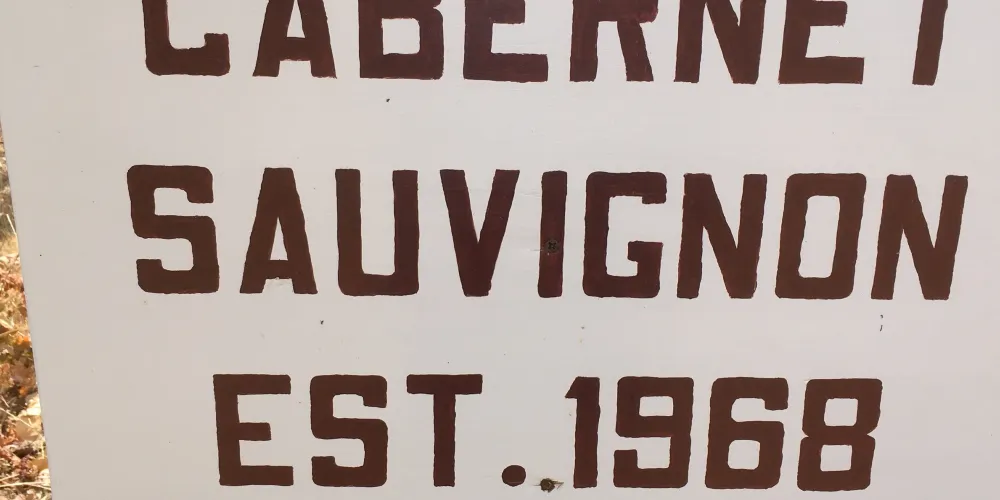 CABERNET
SAUVIGNON
EST. 1968